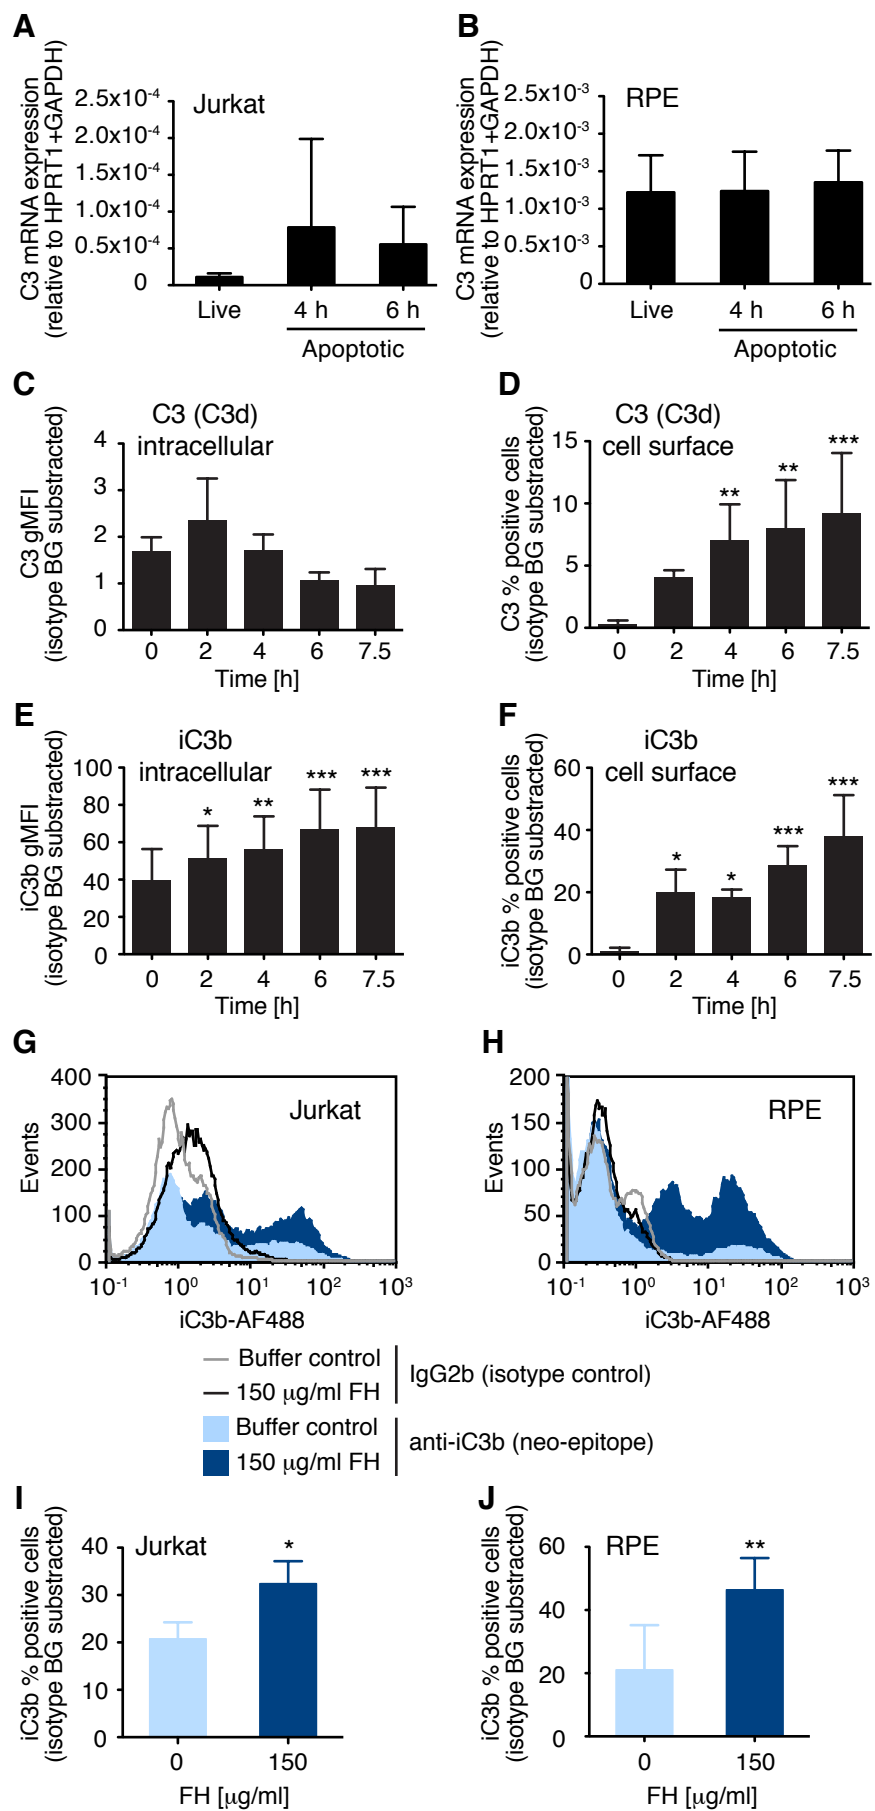 A
C3 mRNA expression
(relative to HPRT1+GAPDH)
2.5x10-4
2.0x10-4
1.5x10-4
1.0x10-4
0.5x10-4
0
Jurkat
Live
4 h
6 h
Apoptotic
B
C3 mRNA expression
(relative to HPRT1+GAPDH)
2.5x10-3
2.0x10-3
1.5x10-3
1.0x10-3
0.5x10-3
0
RPE
Live
4 h
6 h
Apoptotic
C
C3 (C3d)
intracellular
C3 gMFI
(isotype BG substracted)
4
3
2
1
0
0 2 4 6 7.5
Time [h]
D
C3 (C3d)
cell surface
C3 % positive cells
(isotype BG substracted)
15
10
5
0
** ** ***
0 2 4 6 7.5
Time [h]
E
iC3b
intracellular
iC3b gMFI
(isotype BG substracted)
100
80
60
40
20
0
* ** *** ***
0 2 4 6 7.5
Time [h]
F
iC3b
cell surface
iC3b % positive cells
(isotype BG substracted)
60
40
20
0
* * *** ***
0 2 4 6 7.5
Time [h]
G
Events
400
300
200
100
0
Jurkat
10-1 100 101 102 103
iC3b-AF488
H
Events
200
150
100
50
0
RPE
10-1 100 101 102 103
iC3b-AF488
Buffer control
150 µg/ml FH
IgG2b (isotype control)
Buffer control
150 µg/ml FH
anti-iC3b (neo-epitope)
I
iC3b % positive cells
(isotype BG substracted)
40
30
20
10
0
Jurkat
*
0 150
FH [µg/ml]
J
iC3b % positive cells
(isotype BG substracted)
60
40
20
0
RPE
**
0 150
FH [µg/ml]